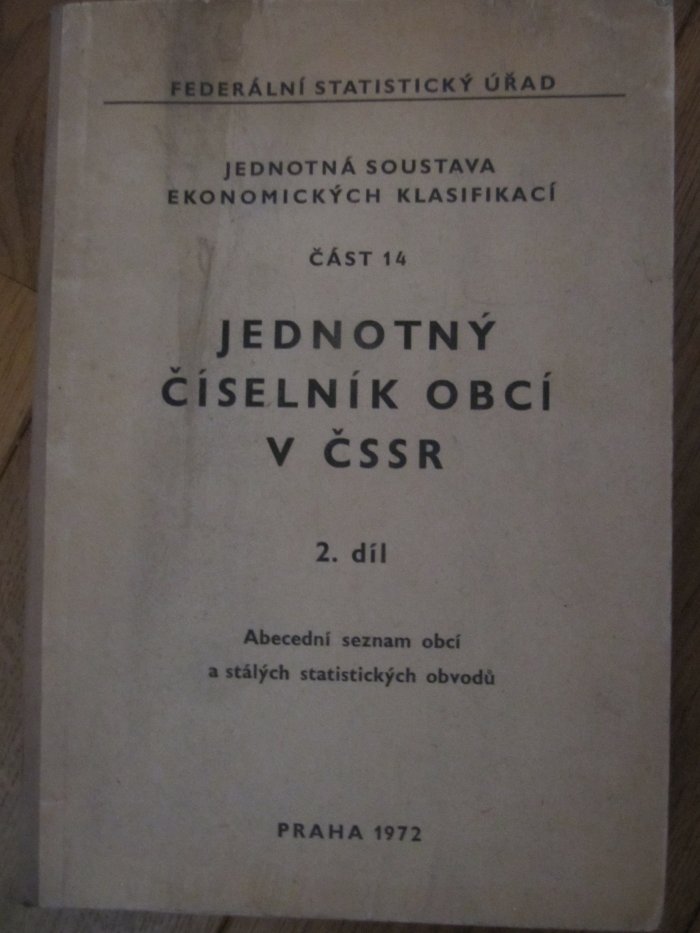 FEDERÁLNÍ STATISTICKÝ ÚŘAD
JEDNOTNÁ SOUSTAVA
EKONOMICKÝCH KLASIFIKACÍ
ČÁST 14
JEDNOTNÝ
ČÍSELNÍK OBCÍ
V ČSSR
2. díl
Abecední seznam obcí
a stálých statistických obvodů
PRAHA 1972